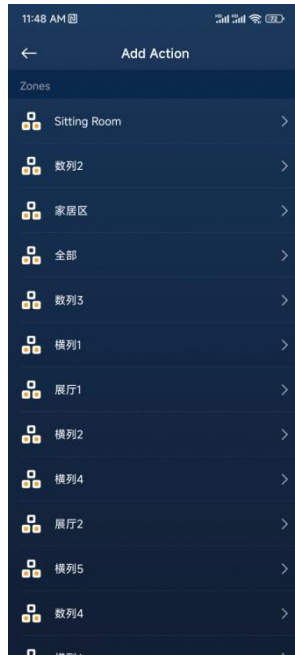 11:48 AM
72
Add Action
Zones
Sitting Room
数列2
家居区
全部
数列3
横列1
展厅1
横列2
横列4
展厅2
横列5
数列4